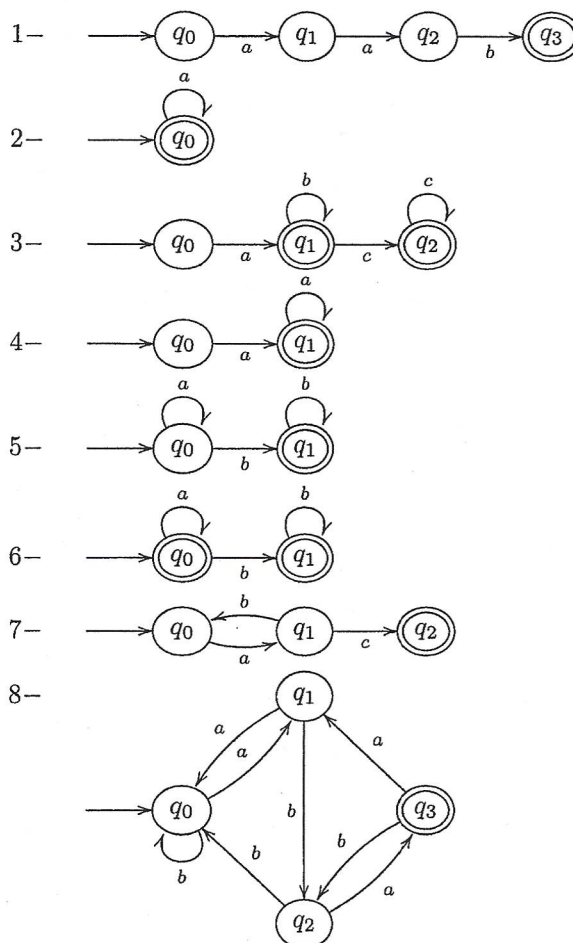 1– q0 a q1 a q2 b q3
a
2– q0
b c
3– q0 a q1 c q2
a
4– q0 a q1
a b
5– q0 b q1
a b
6– q0 b q1
b
7– q0 a q1 c q2
8– q1
a a a
q0 b q3
b b b a
q2